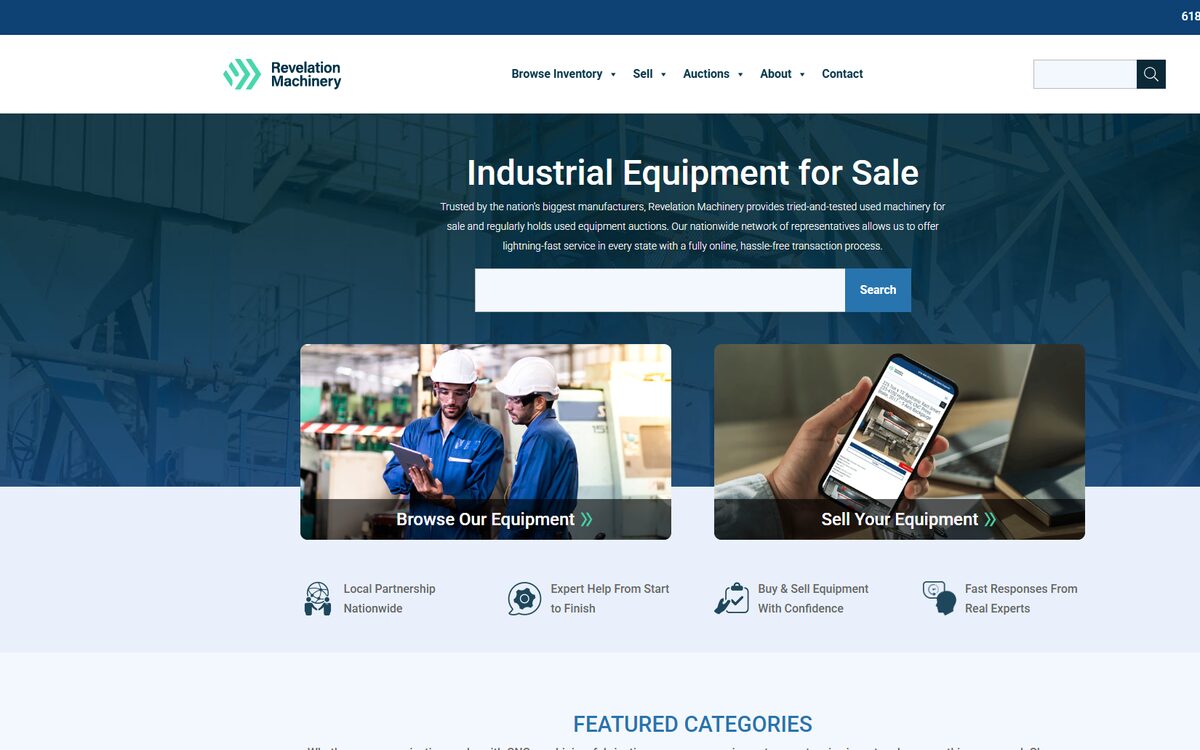 618
Revelation
Machinery
Browse Inventory
Sell
Auctions
About
Contact
Industrial Equipment for Sale
Trusted by the nation's biggest manufacturers, Revelation Machinery provides tried-and-tested used machinery for
sale and regularly holds used equipment auctions. Our nationwide network of representatives allows us to offer
lightning-fast service in every state with a fully online, hassle-free transaction process.
Search
Browse Our Equipment
Sell Your Equipment
Local Partnership
Nationwide
Expert Help From Start
to Finish
Buy & Sell Equipment
With Confidence
Fast Responses From
Real Experts
FEATURED CATEGORIES